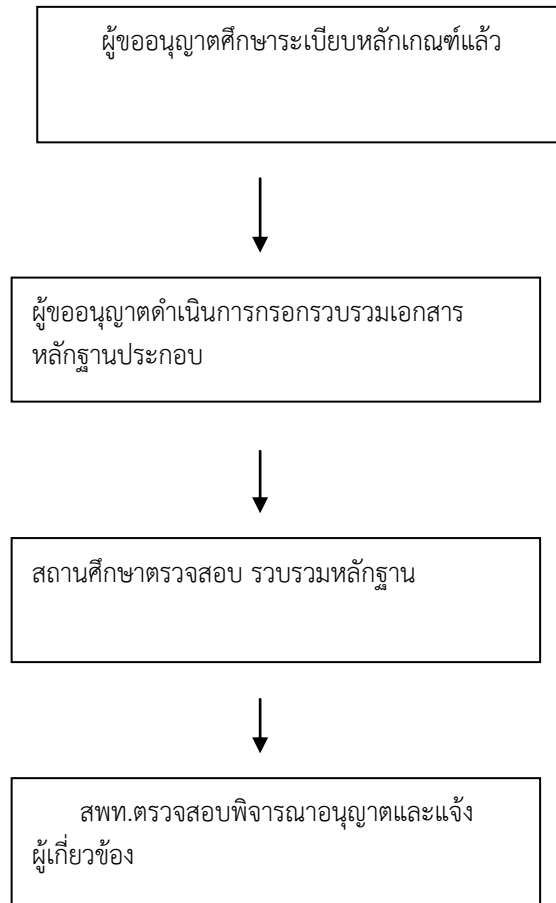 ผู้ขออนุญาตศึกษาระเบียบหลักเกณฑ์แล้ว
ผู้ขออนุญาตดำเนินการกรอกรวบรวมเอกสาร
หลักฐานประกอบ
สถานศึกษาตรวจสอบ รวบรวมหลักฐาน
สพท.ตรวจสอบพิจารณาอนุญาตและแจ้ง
ผู้เกี่ยวข้อง